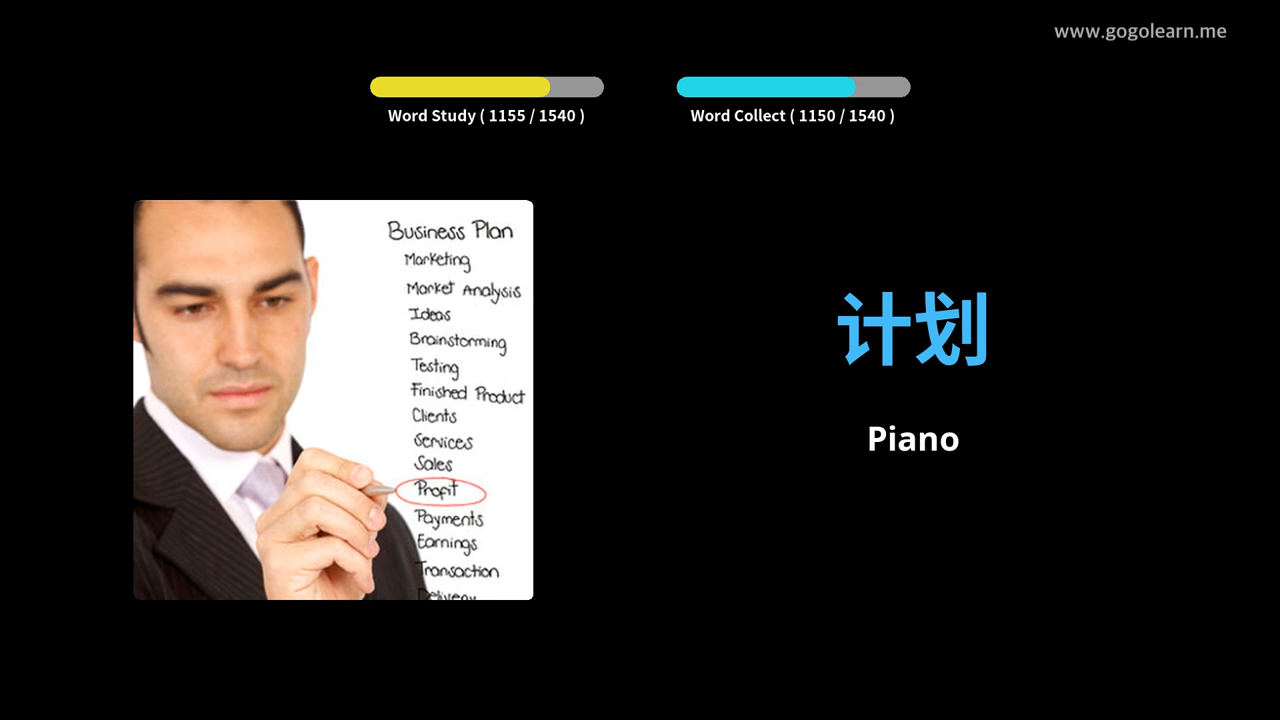 www.gogolearn.me
Word Study ( 1155 / 1540 )
Word Collect ( 1150 / 1540 )
Business Plan
Marketing
Market Analysis
Ideas
Brainstorming
Testing
Finished Product
Clients
Services
Sales
Profit
Payments
Earnings
Transaction
Delivery
计划
Piano